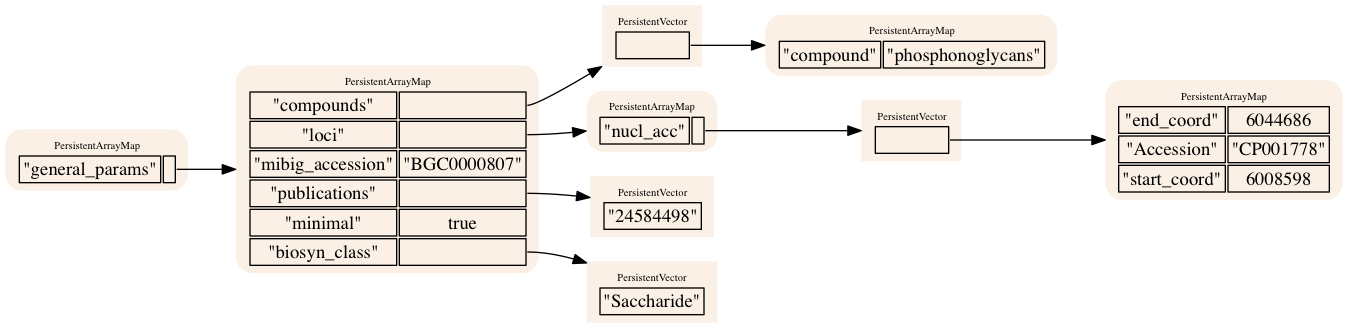 PersistentArrayMap
"general_params"
PersistentArrayMap
"compounds"
"loci"
"mibig_accession" "BGC0000807"
"publications"
"minimal" true
"biosyn_class"
PersistentVector
PersistentArrayMap
"compound" "phosphonoglycans"
PersistentArrayMap
"nucl_acc"
PersistentVector
PersistentArrayMap
"end_coord" 6044686
"Accession" "CP001778"
"start_coord" 6008598
PersistentVector
"24584498"
PersistentVector
"Saccharide"